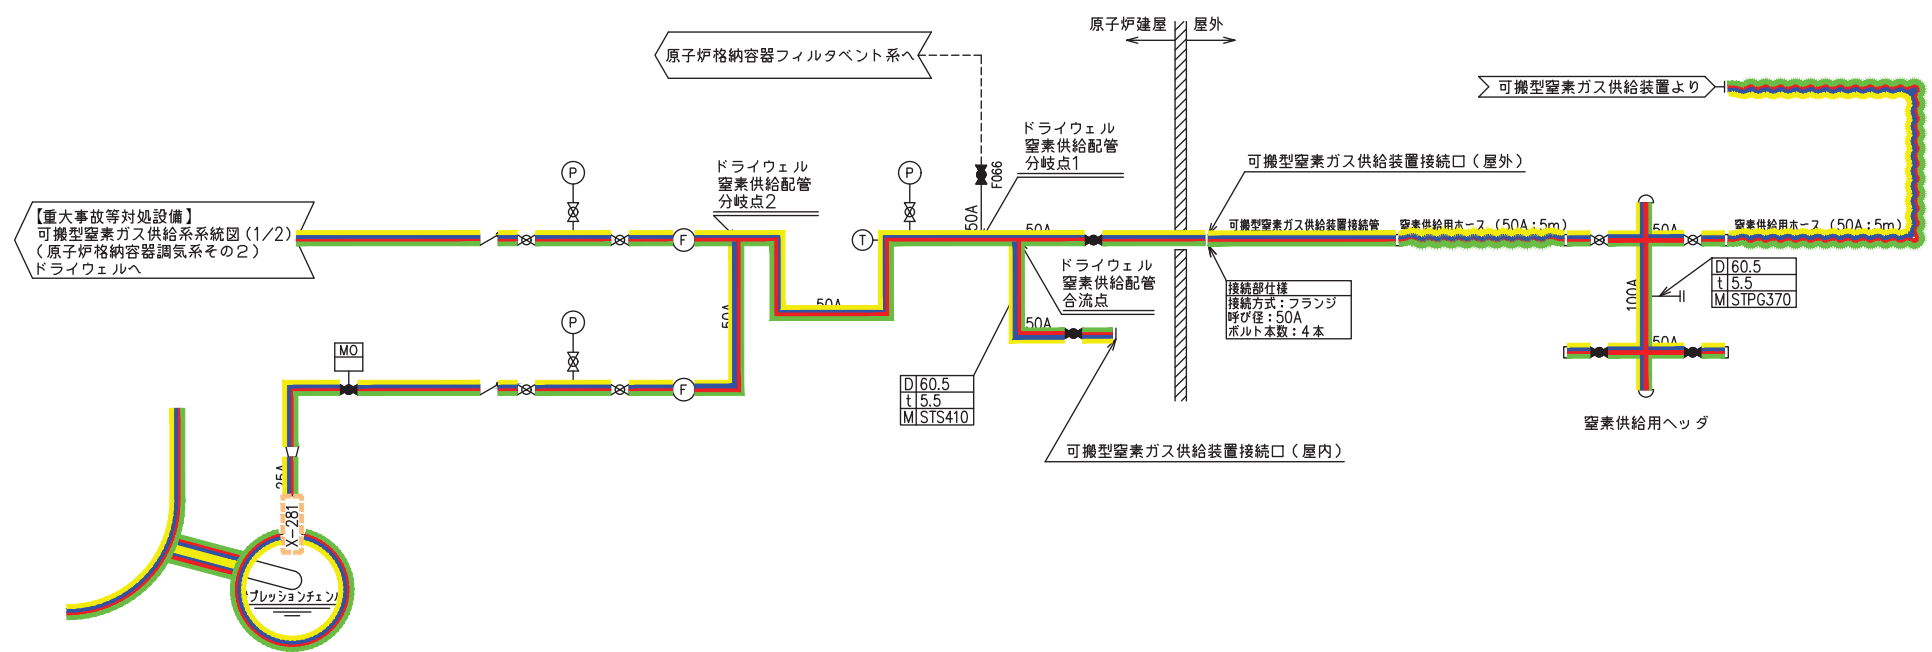 原子炉建屋
屋外
原子炉格納容器フィルタベント系へ
可搬型窒素ガス供給装置より
ドライウェル
窒素供給配管
分岐点1
P
P
F066
50A
ドライウェル
窒素供給配管
分岐点2
可搬型窒素ガス供給装置接続口(屋外)
【重大事故等対処設備】
可搬型窒素ガス供給系系統図(1/2)
(原子炉格納容器調気系その2)
ドライウェルへ
F
T
50A
可搬型窒素ガス供給装置接続管
窒素供給用ホース (50A:5m)
50A
窒素供給用ホース (50A:5m)
ドライウェル
窒素供給配管
合流点
D 60.5
t 5.5
M STPG370
接続部仕様
接続方式:フランジ
呼び径:50A
ボルト本数:4本
100A
50A
50A
50A
P
50A
MO
50A
F
D 60.5
t 5.5
M STS410
窒素供給用ヘッダ
可搬型窒素ガス供給装置接続口(屋内)
25A
X-281
プレッションチェン